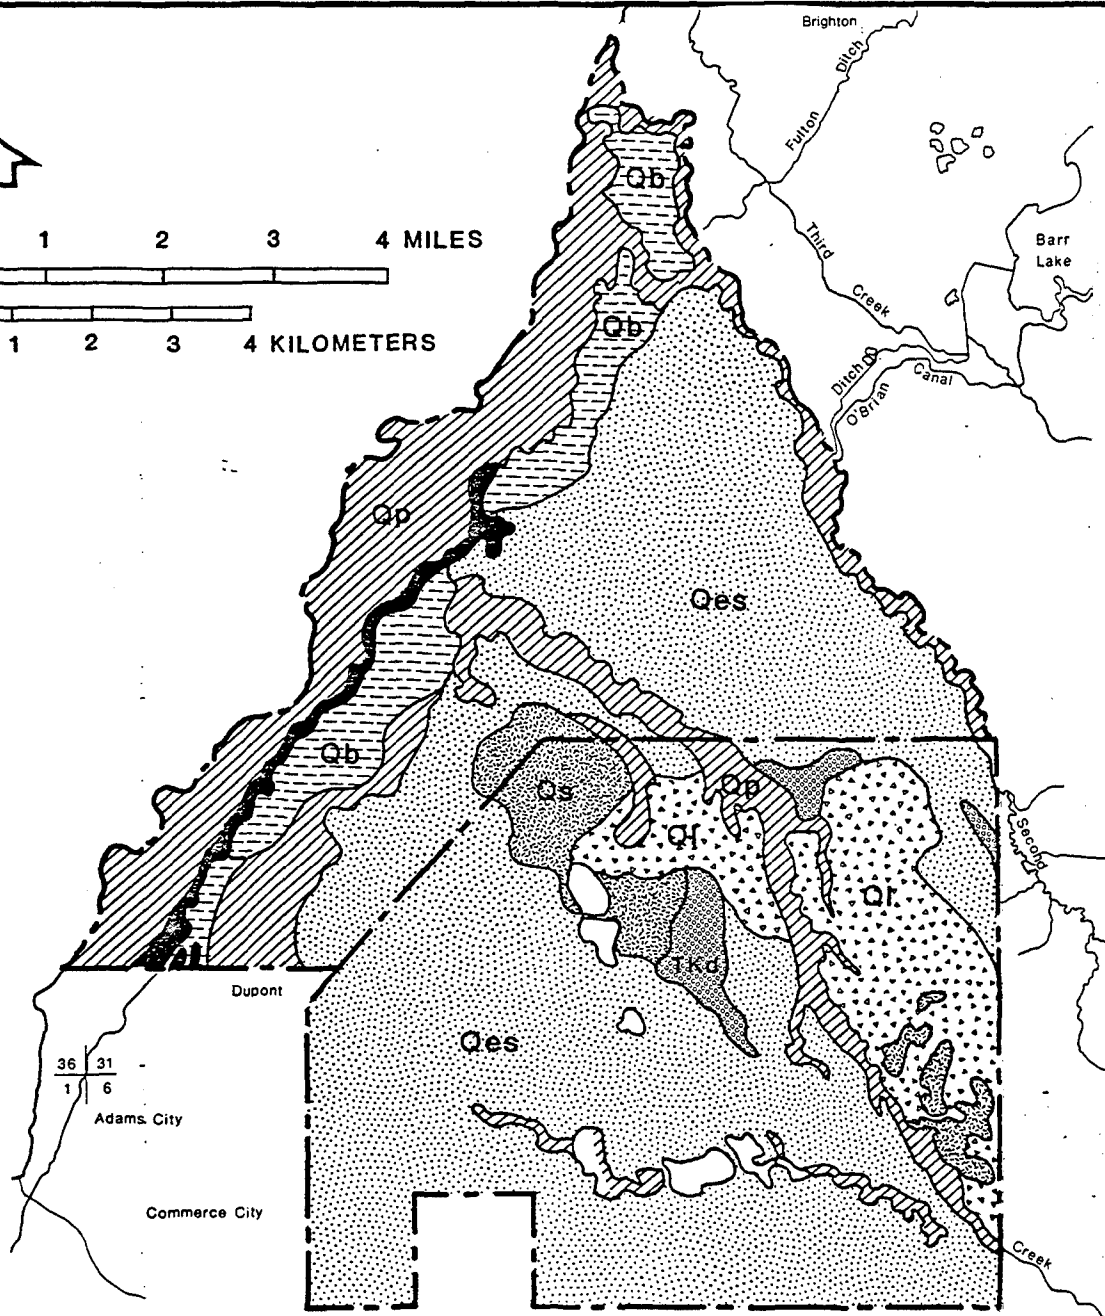 Brighton
Fulton
Ditch
Qb
1 2 3 4 MILES
Third
Barr
Lake
Creek
Qb
1 2 3 4 KILOMETERS
Ditch
Canal
O'Brian
Qp
Qes
Qb
Qs
Qp
Ql
Second
Ql
TKd
Dupont
Qes
36 31
1 6
Adams City
Commerce City
Creek